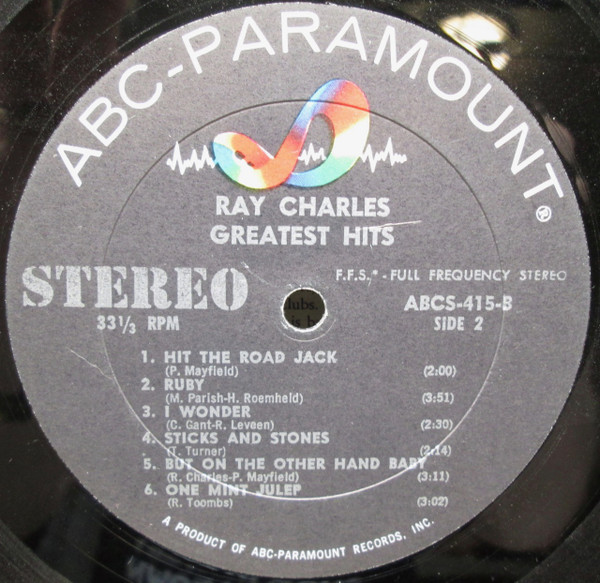 ABC-PARAMOUNT®
RAY CHARLES
GREATEST HITS
STEREO
33 1/3 RPM
F.F.S.* - FULL FREQUENCY STEREO
ABCS-415-B
SIDE 2
1. HIT THE ROAD JACK
(P. Mayfield) (2:00)
2. RUBY
(M. Parish-H. Roemheld) (3:51)
3. I WONDER
(C. Gant-R. Leveen) (2:30)
4. STICKS AND STONES
(T. Turner) (2:14)
5. BUT ON THE OTHER HAND BABY
(R. Charles-P. Mayfield) (3:11)
6. ONE MINT JULEP
(R. Toombs) (3:02)
A PRODUCT OF ABC-PARAMOUNT RECORDS, INC.